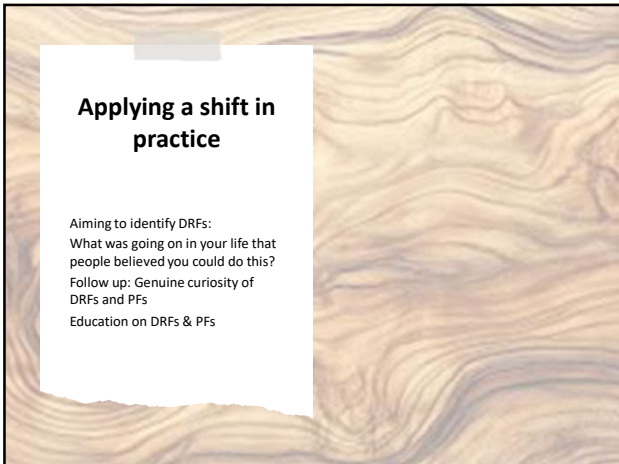 Applying a shift in
practice
Aiming to identify DRFs:
What was going on in your life that
people believed you could do this?
Follow up: Genuine curiosity of
DRFs and PFs
Education on DRFs & PFs